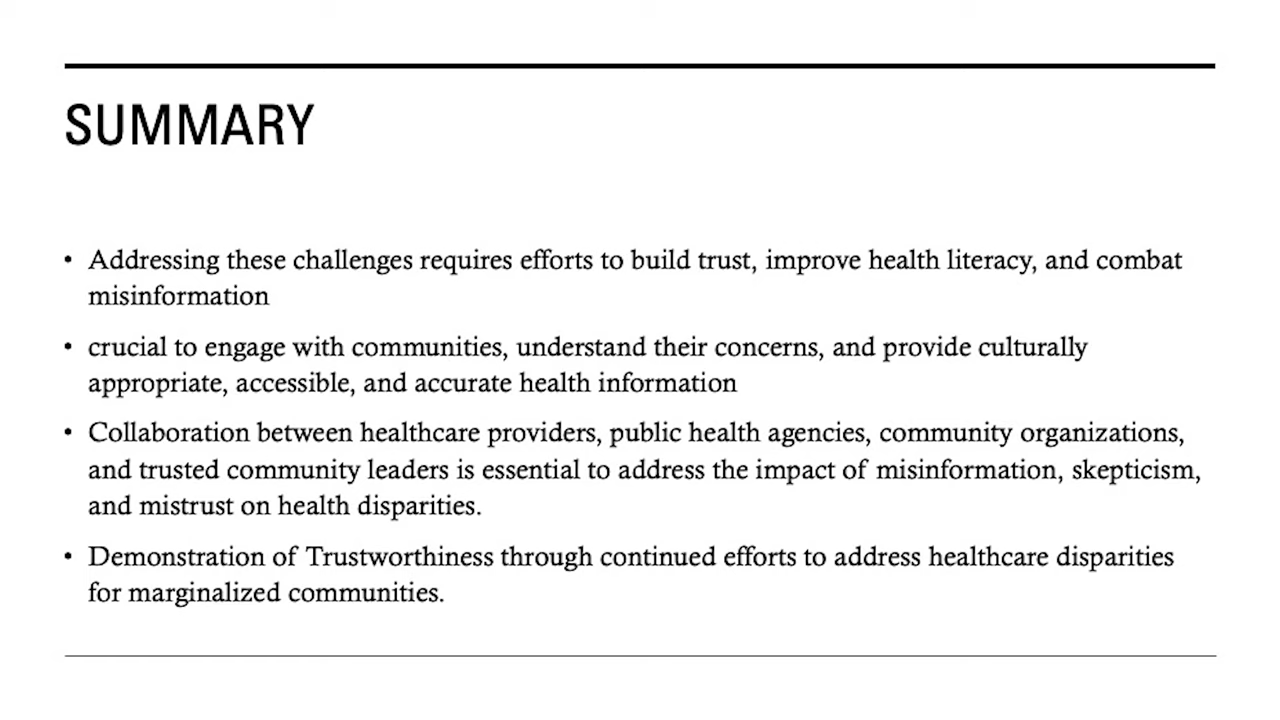 SUMMARY
• Addressing these challenges requires efforts to build trust, improve health literacy, and combat
misinformation
• crucial to engage with communities, understand their concerns, and provide culturally
appropriate, accessible, and accurate health information
• Collaboration between healthcare providers, public health agencies, community organizations,
and trusted community leaders is essential to address the impact of misinformation, skepticism,
and mistrust on health disparities.
• Demonstration of Trustworthiness through continued efforts to address healthcare disparities
for marginalized communities.